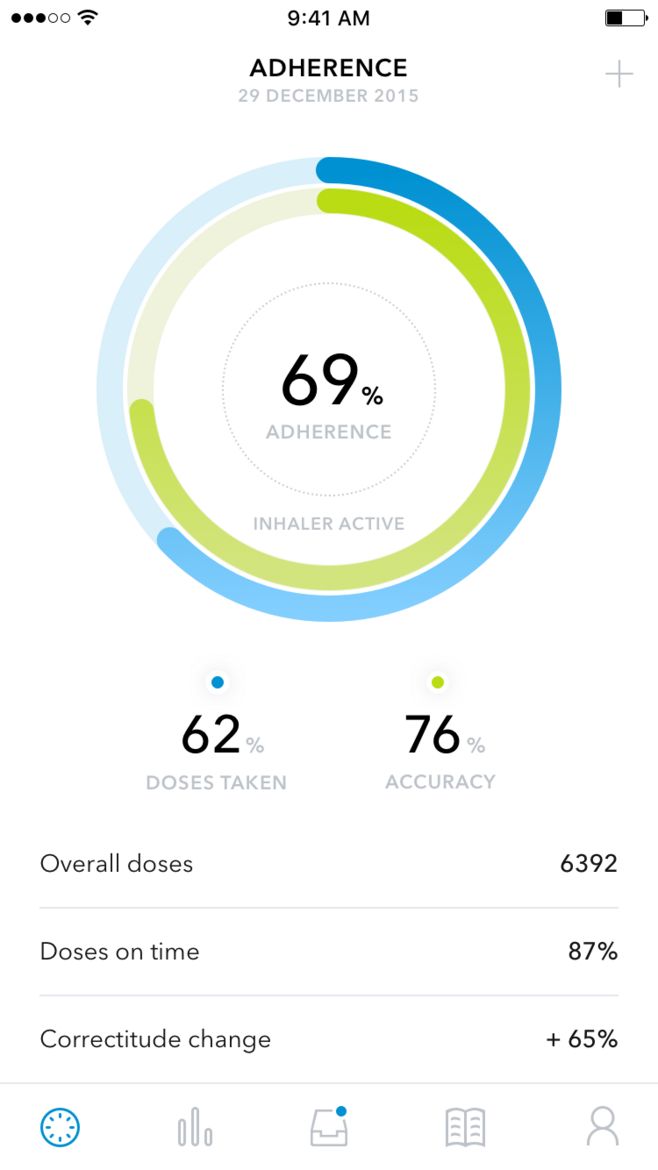 9:41 AM
ADHERENCE
29 DECEMBER 2015
69%
ADHERENCE
INHALER ACTIVE
62% 76%
DOSES TAKEN ACCURACY
Overall doses 6392
Doses on time 87%
Correctitude change + 65%